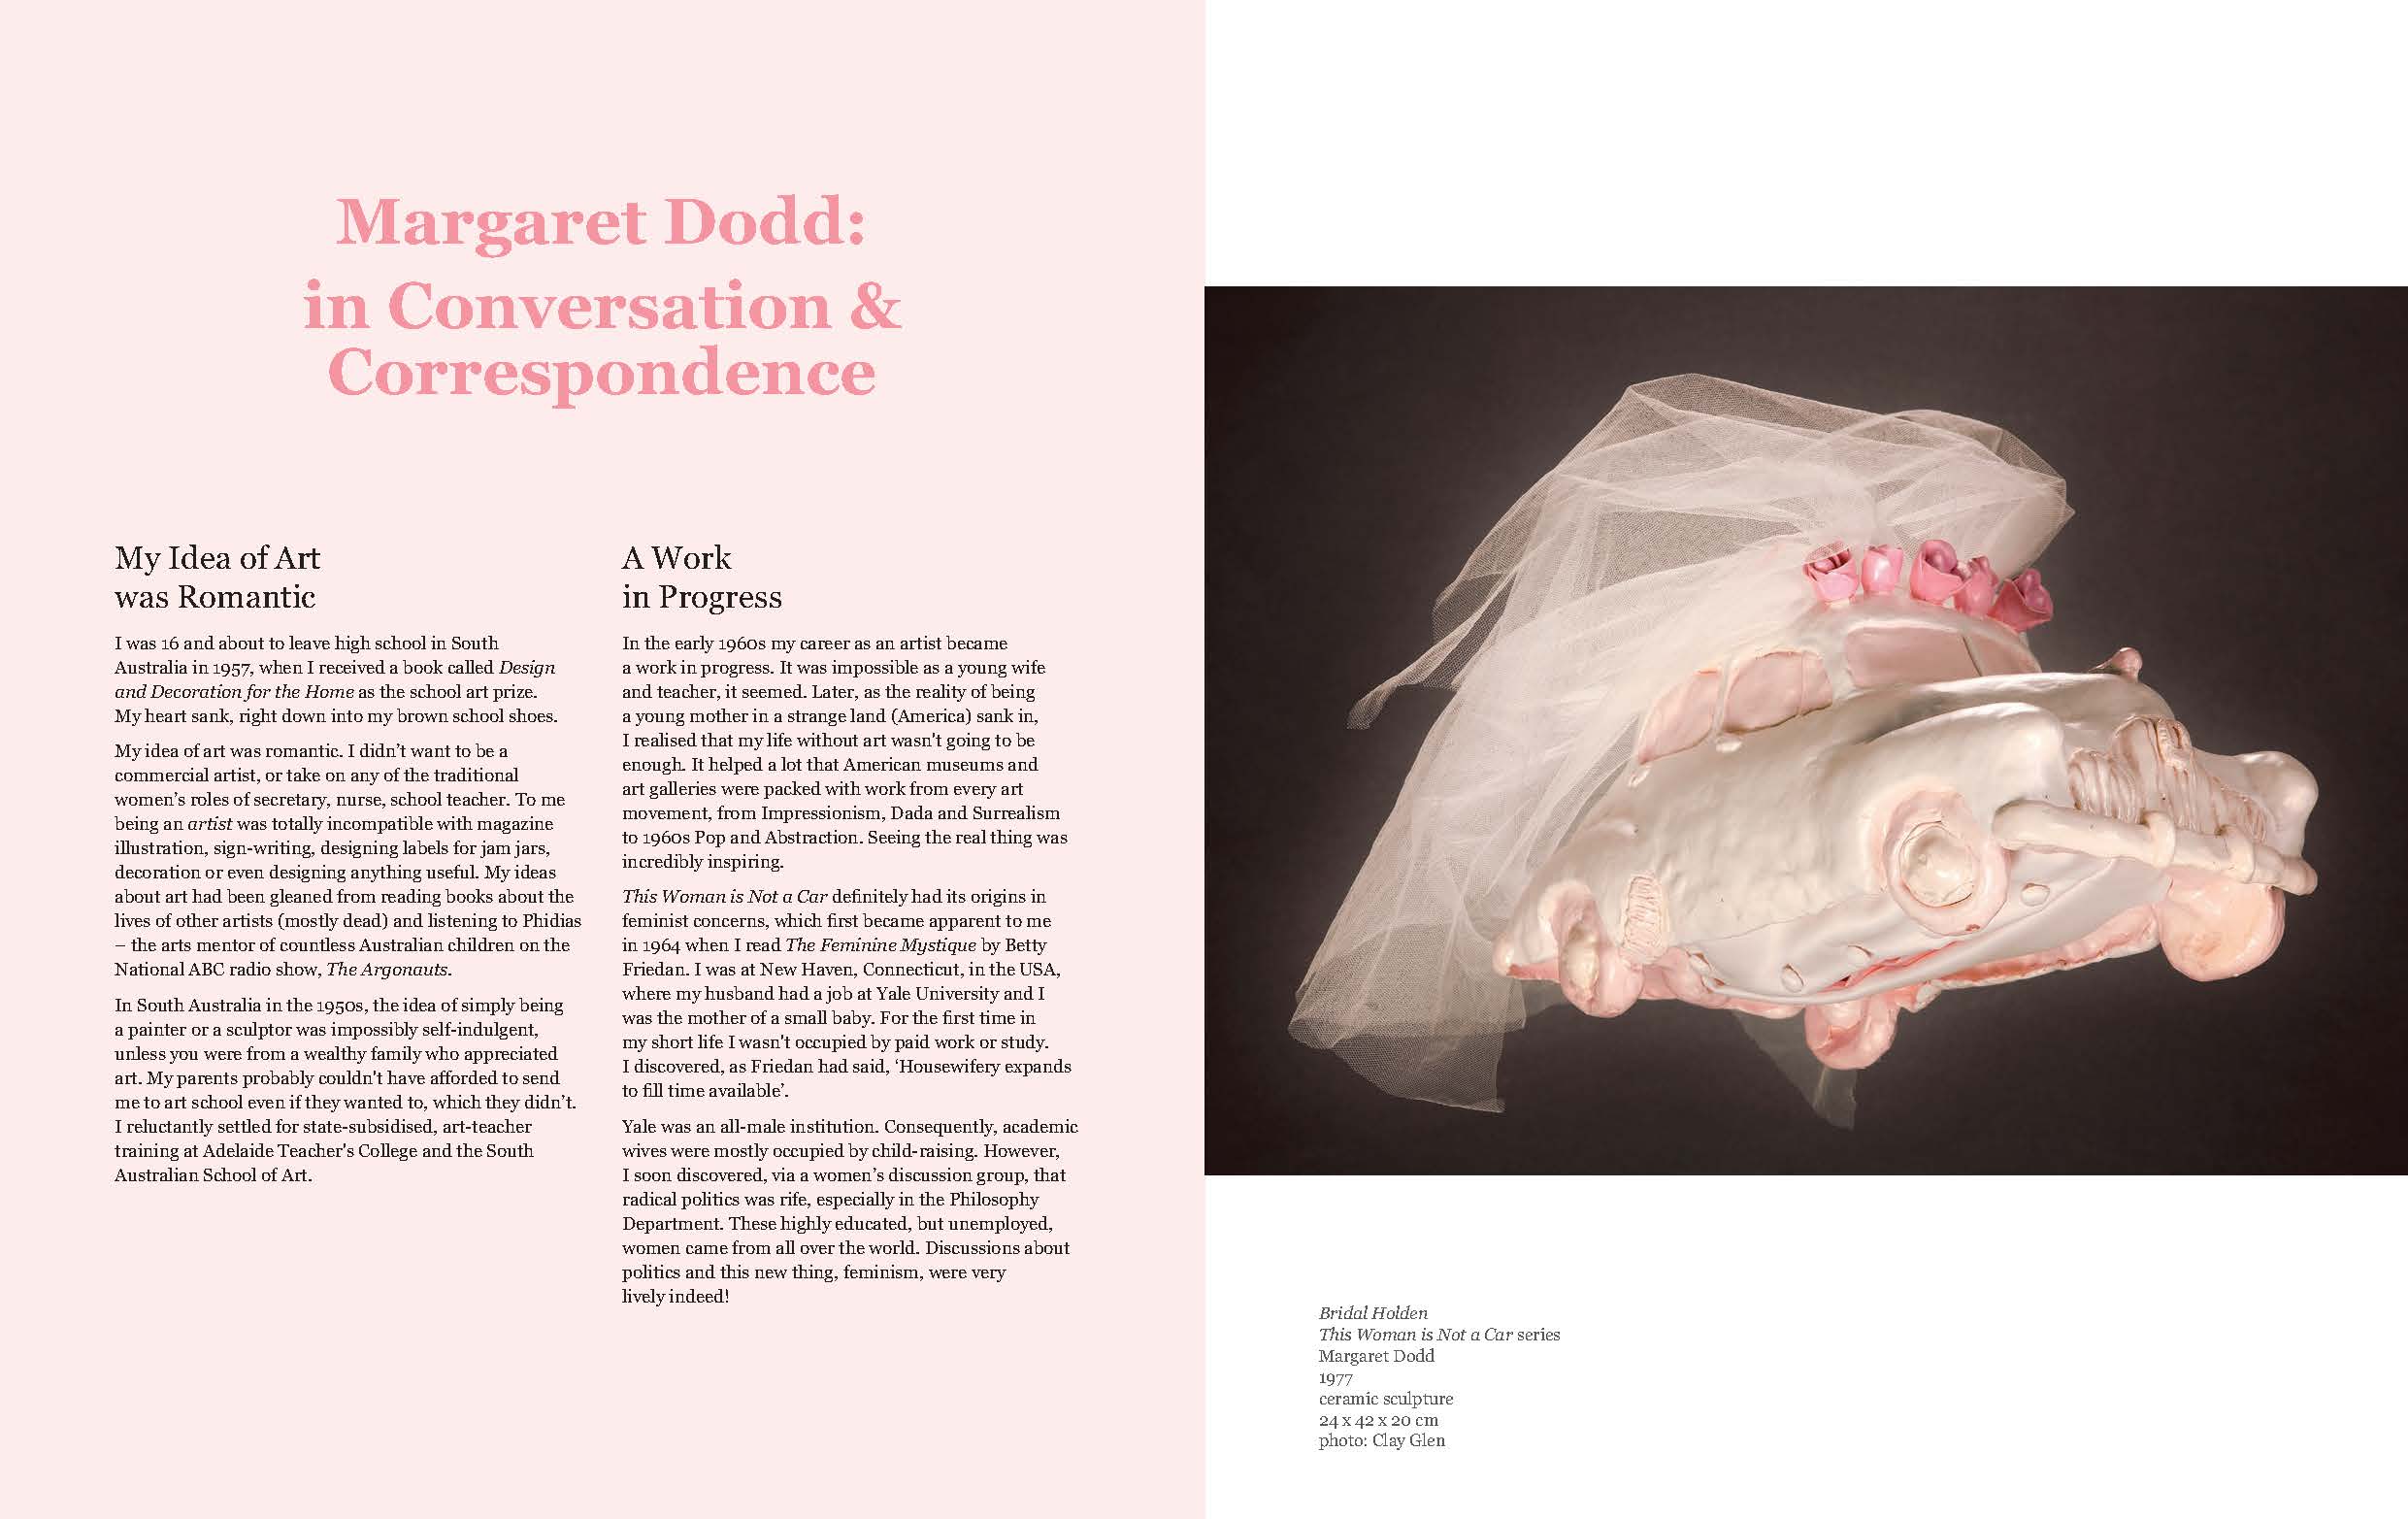 Margaret Dodd:
in Conversation &
Correspondence
My Idea of Art
was Romantic
I was 16 and about to leave high school in South
Australia in 1957, when I received a book called Design
and Decoration for the Home as the school art prize.
My heart sank, right down into my brown school shoes.
My idea of art was romantic. I didn’t want to be a
commercial artist, or take on any of the traditional
women’s roles of secretary, nurse, school teacher. To me
being an artist was totally incompatible with magazine
illustration, sign-writing, designing labels for jam jars,
decoration or even designing anything useful. My ideas
about art had been gleaned from reading books about the
lives of other artists (mostly dead) and listening to Phidias
– the arts mentor of countless Australian children on the
National ABC radio show, The Argonauts.
In South Australia in the 1950s, the idea of simply being
a painter or a sculptor was impossibly self-indulgent,
unless you were from a wealthy family who appreciated
art. My parents probably couldn't have afforded to send
me to art school even if they wanted to, which they didn’t.
I reluctantly settled for state-subsidised, art-teacher
training at Adelaide Teacher's College and the South
Australian School of Art.
A Work
in Progress
In the early 1960s my career as an artist became
a work in progress. It was impossible as a young wife
and teacher, it seemed. Later, as the reality of being
a young mother in a strange land (America) sank in,
I realised that my life without art wasn't going to be
enough. It helped a lot that American museums and
art galleries were packed with work from every art
movement, from Impressionism, Dada and Surrealism
to 1960s Pop and Abstraction. Seeing the real thing was
incredibly inspiring.
This Woman is Not a Car definitely had its origins in
feminist concerns, which first became apparent to me
in 1964 when I read The Feminine Mystique by Betty
Friedan. I was at New Haven, Connecticut, in the USA,
where my husband had a job at Yale University and I
was the mother of a small baby. For the first time in
my short life I wasn't occupied by paid work or study.
I discovered, as Friedan had said, ‘Housewifery expands
to fill time available’.
Yale was an all-male institution. Consequently, academic
wives were mostly occupied by child-raising. However,
I soon discovered, via a women’s discussion group, that
radical politics was rife, especially in the Philosophy
Department. These highly educated, but unemployed,
women came from all over the world. Discussions about
politics and this new thing, feminism, were very
lively indeed!
Bridal Holden
This Woman is Not a Car series
Margaret Dodd
1977
ceramic sculpture
24 x 42 x 20 cm
photo: Clay Glen